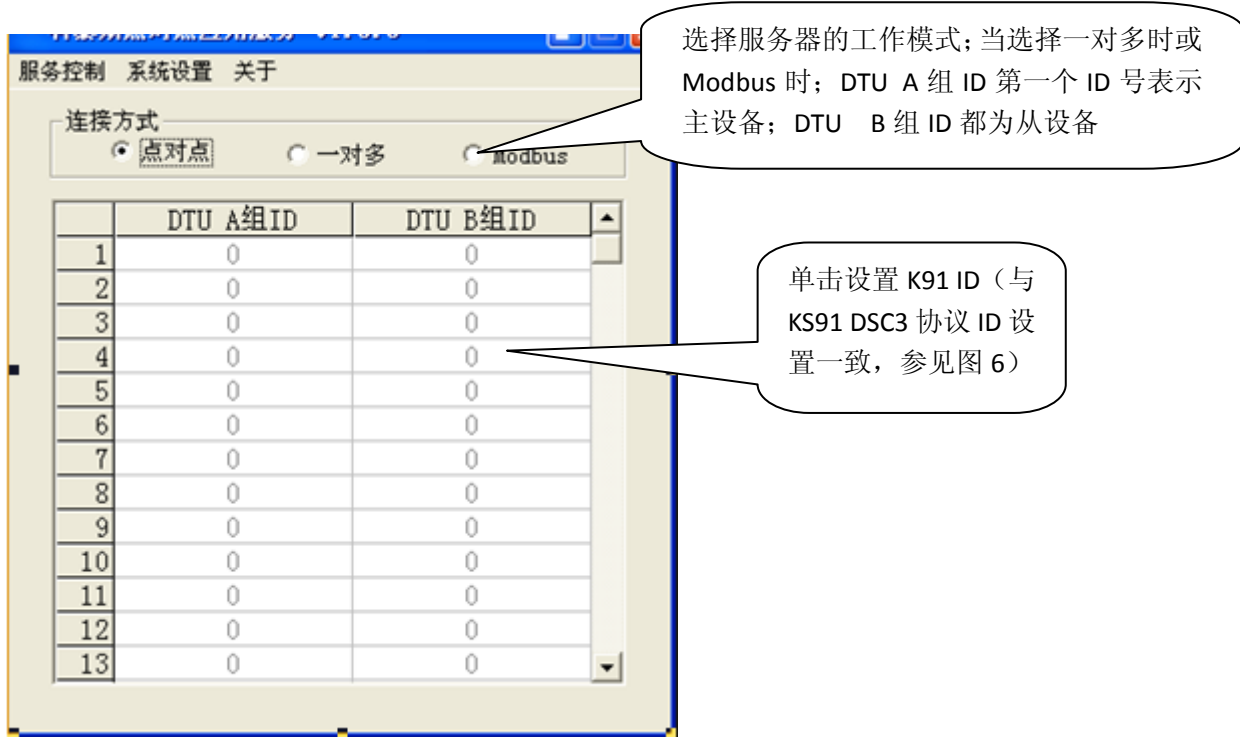 服务控制 系统设置 关于
连接方式
点对点 一对多 Modbus
DTU A组ID DTU B组ID
1 0 0
2 0 0
3 0 0
4 0 0
5 0 0
6 0 0
7 0 0
8 0 0
9 0 0
10 0 0
11 0 0
12 0 0
13 0 0
选择服务器的工作模式；当选择一对多时或
Modbus 时；DTU A 组 ID 第一个 ID 号表示
主设备；DTU B 组 ID 都为从设备
单击设置 K91 ID（与
KS91 DSC3 协议 ID 设
置一致，参见图 6）